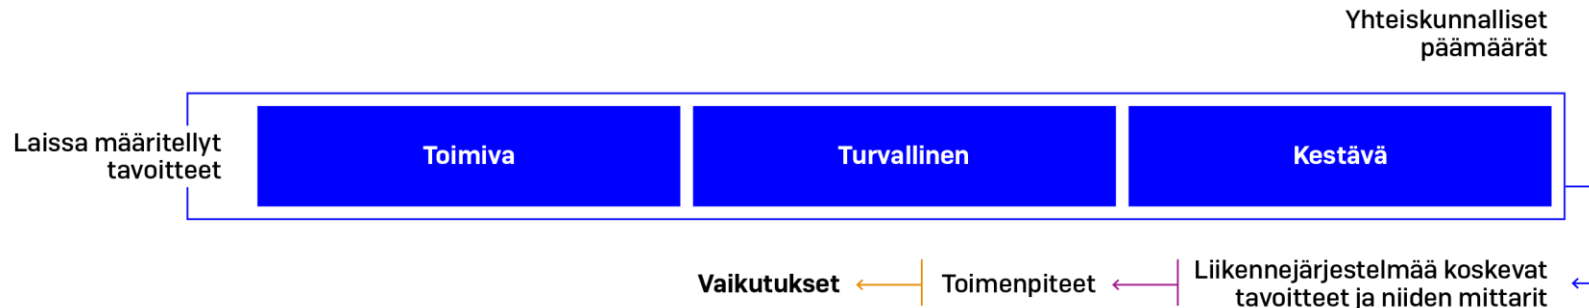 Yhteiskunnalliset
päämäärät
Laissa määritellyt
tavoitteet
Toimiva
Turvallinen
Kestävä
Vaikutukset
Toimenpiteet
Liikennejärjestelmää koskevat
tavoitteet ja niiden mittarit